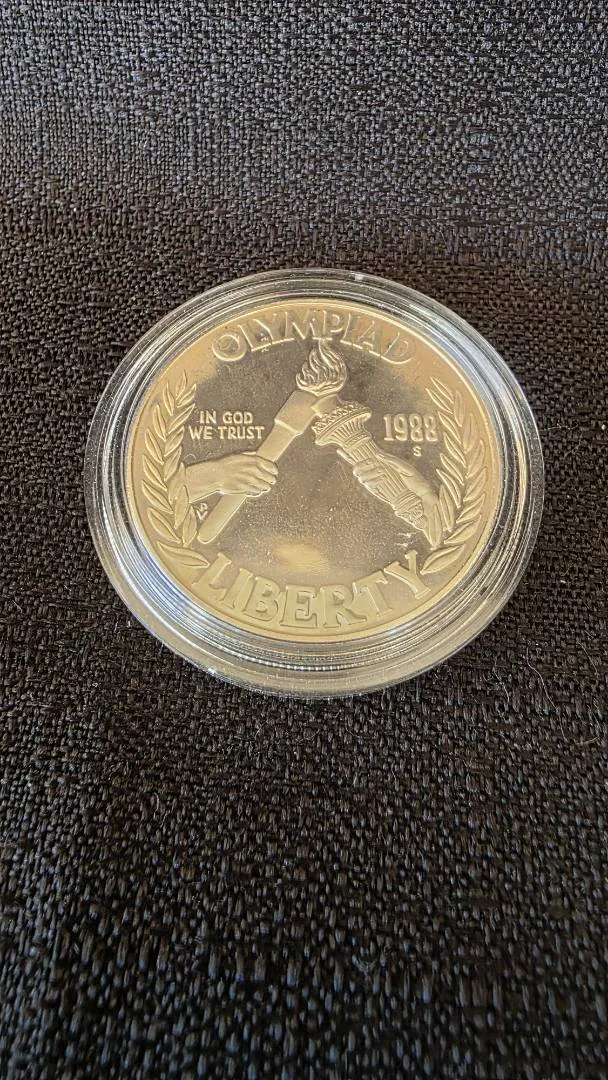 OLYMPIAD
IN GOD
WE TRUST
1988
S
LIBERTY